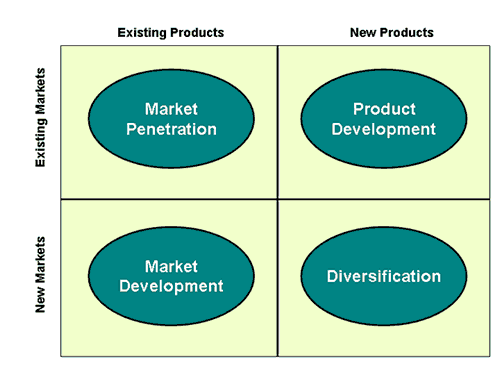 Existing Products
New Products
Existing Markets
Market
Penetration
Product
Development
New Markets
Market
Development
Diversification